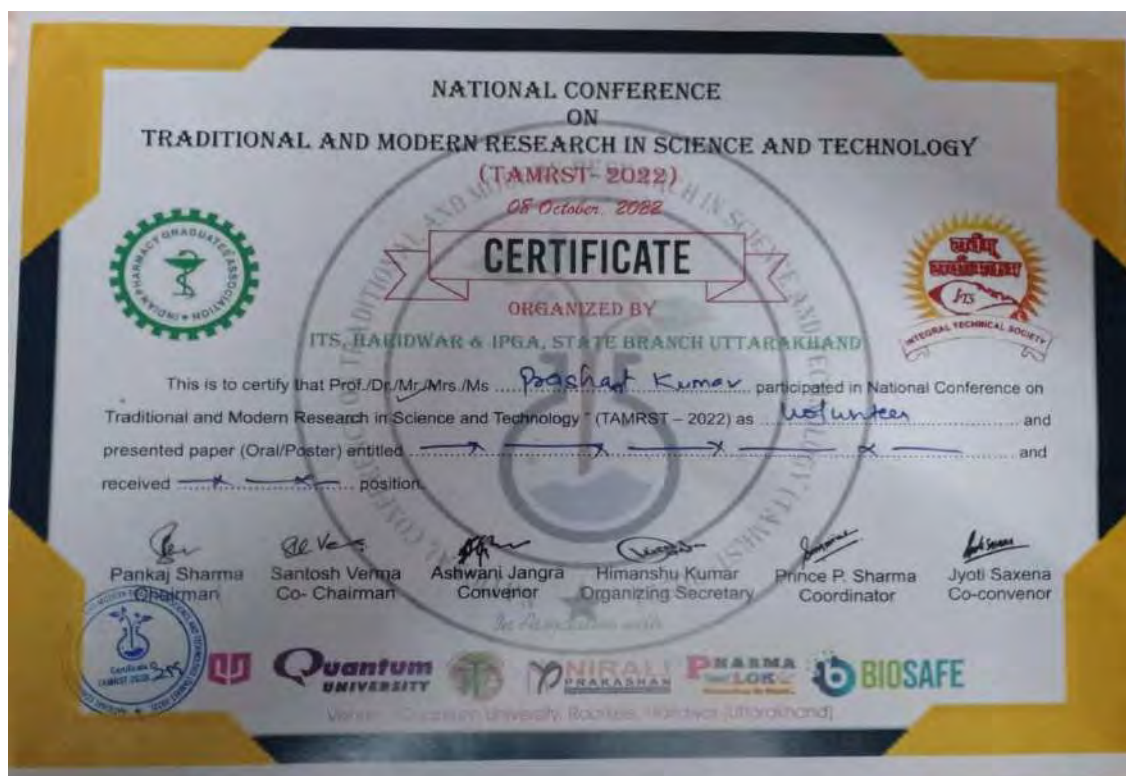 NATIONAL CONFERENCE
ON
TRADITIONAL AND MODERN RESEARCH IN SCIENCE AND TECHNOLOGY
(TAMRST- 2022)
08 October, 2022
CERTIFICATE
ORGANIZED BY
ITS, HARIDWAR & IPGA, STATE BRANCH UTTARAKHAND
INDIAN PHARMACY GRADUATES ASSOCIATION
ITS
INTEGRAL TECHNICAL SOCIETY
This is to certify that Prof./Dr./Mr./Mrs./Ms Prashant Kumar participated in National Conference on
Traditional and Modern Research in Science and Technology " (TAMRST – 2022) as Volunteer and
presented paper (Oral/Poster) entitled and
received position.
Pankaj Sharma
Chairman
Santosh Verma
Co- Chairman
Ashwani Jangra
Convenor
Himanshu Kumar
Organizing Secretary
Prince P. Sharma
Coordinator
Jyoti Saxena
Co-convenor
In Association with
Quantum
UNIVERSITY
NIRALI
PRAKASHAN
PHARMA
LOK
BIOSAFE
Venue : Quantum University, Roorkee, Haridwar (Uttarakhand)